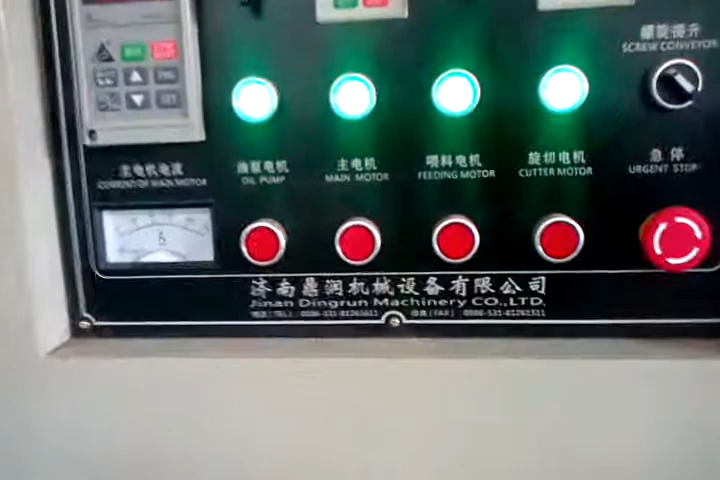 螺旋提升
SCREW CONVEYOR
主电机电流
CURRENT OF MAIN MOTOR
油泵电机
OIL PUMP
主电机
MAIN MOTOR
喂料电机
FEEDING MOTOR
旋切电机
CUTTER MOTOR
急停
URGENT STOP
济南鼎润机械设备有限公司
Jinan Dingrun Machinery CO.,LTD.